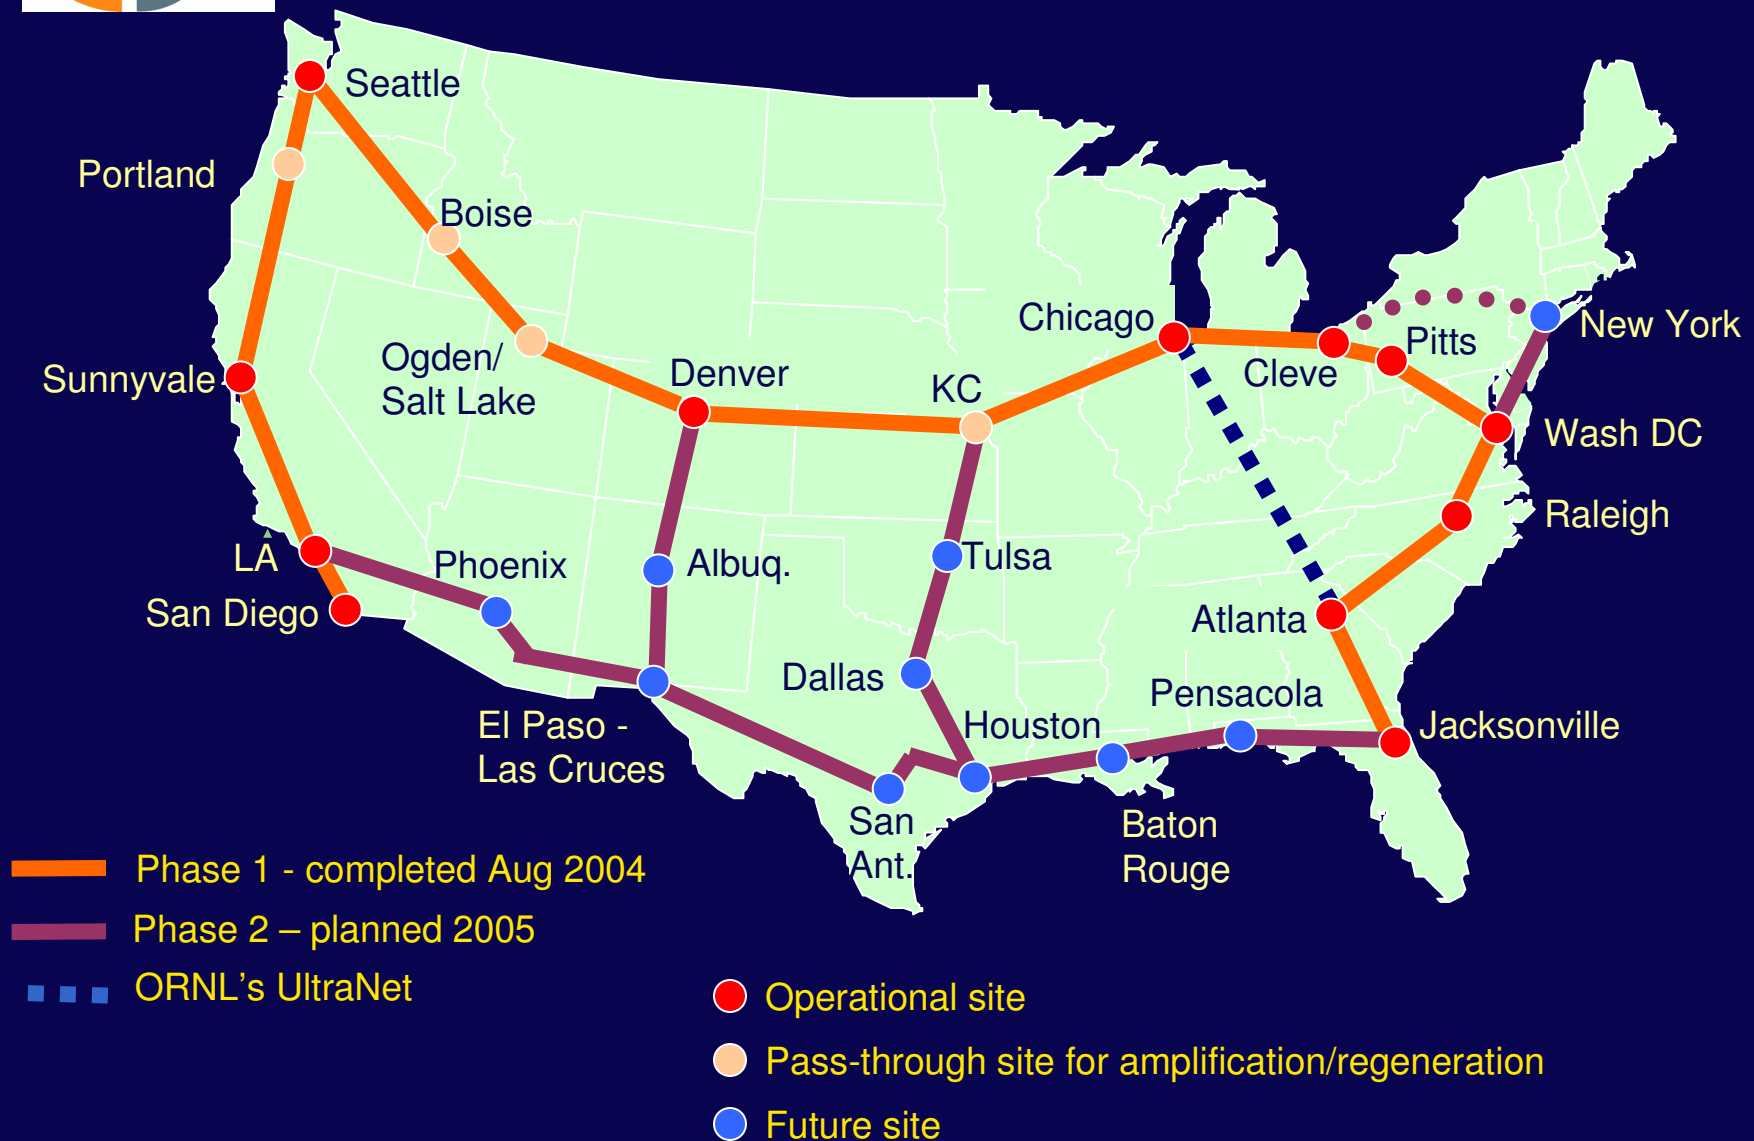 Seattle
Portland
Boise
Chicago
New York
Pitts
Ogden/
Salt Lake
Sunnyvale
Denver
KC
Cleve
Wash DC
Raleigh
LA
Phoenix
Albuq.
Tulsa
San Diego
Atlanta
Dallas
Pensacola
El Paso -
Las Cruces
Houston
Jacksonville
San
Ant.
Baton
Rouge
Phase 1 - completed Aug 2004
Phase 2 – planned 2005
ORNL’s UltraNet
Operational site
Pass-through site for amplification/regeneration
Future site